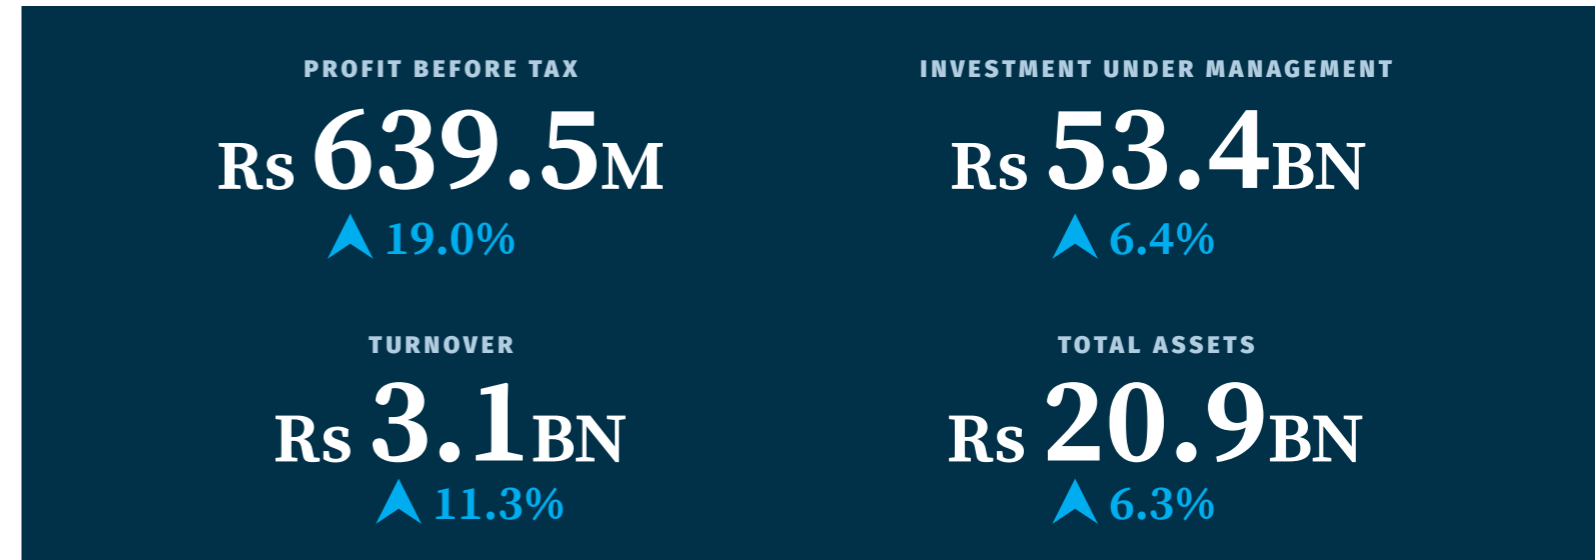 PROFIT BEFORE TAX
Rs 639.5M
19.0%
INVESTMENT UNDER MANAGEMENT
Rs 53.4BN
6.4%
TURNOVER
Rs 3.1BN
11.3%
TOTAL ASSETS
Rs 20.9BN
6.3%